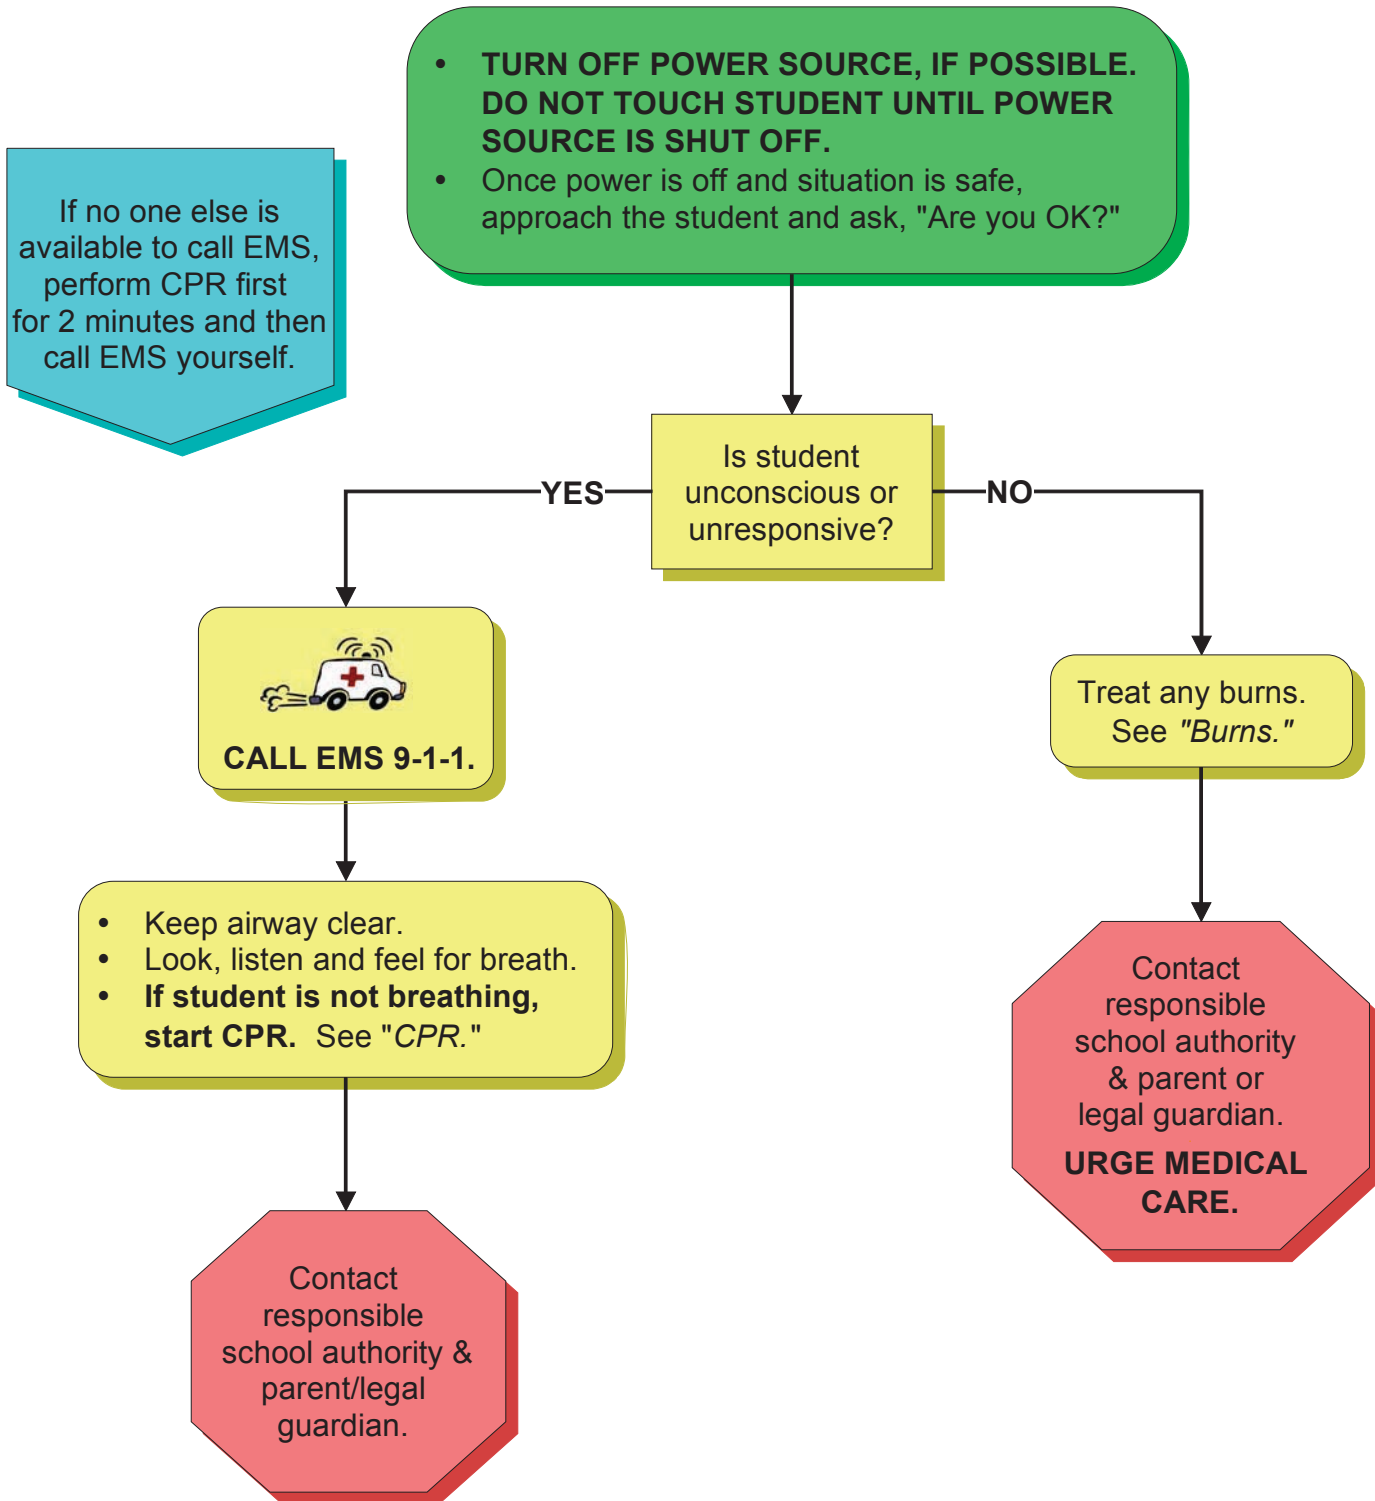 • TURN OFF POWER SOURCE, IF POSSIBLE.
DO NOT TOUCH STUDENT UNTIL POWER
SOURCE IS SHUT OFF.
• Once power is off and situation is safe,
approach the student and ask, "Are you OK?"
If no one else is
available to call EMS,
perform CPR first
for 2 minutes and then
call EMS yourself.
Is student
unconscious or
unresponsive?
YES
NO
CALL EMS 9-1-1.
Treat any burns.
See "Burns."
• Keep airway clear.
• Look, listen and feel for breath.
• If student is not breathing,
start CPR. See "CPR."
Contact
responsible
school authority
& parent or
legal guardian.
URGE MEDICAL
CARE.
Contact
responsible
school authority &
parent/legal
guardian.